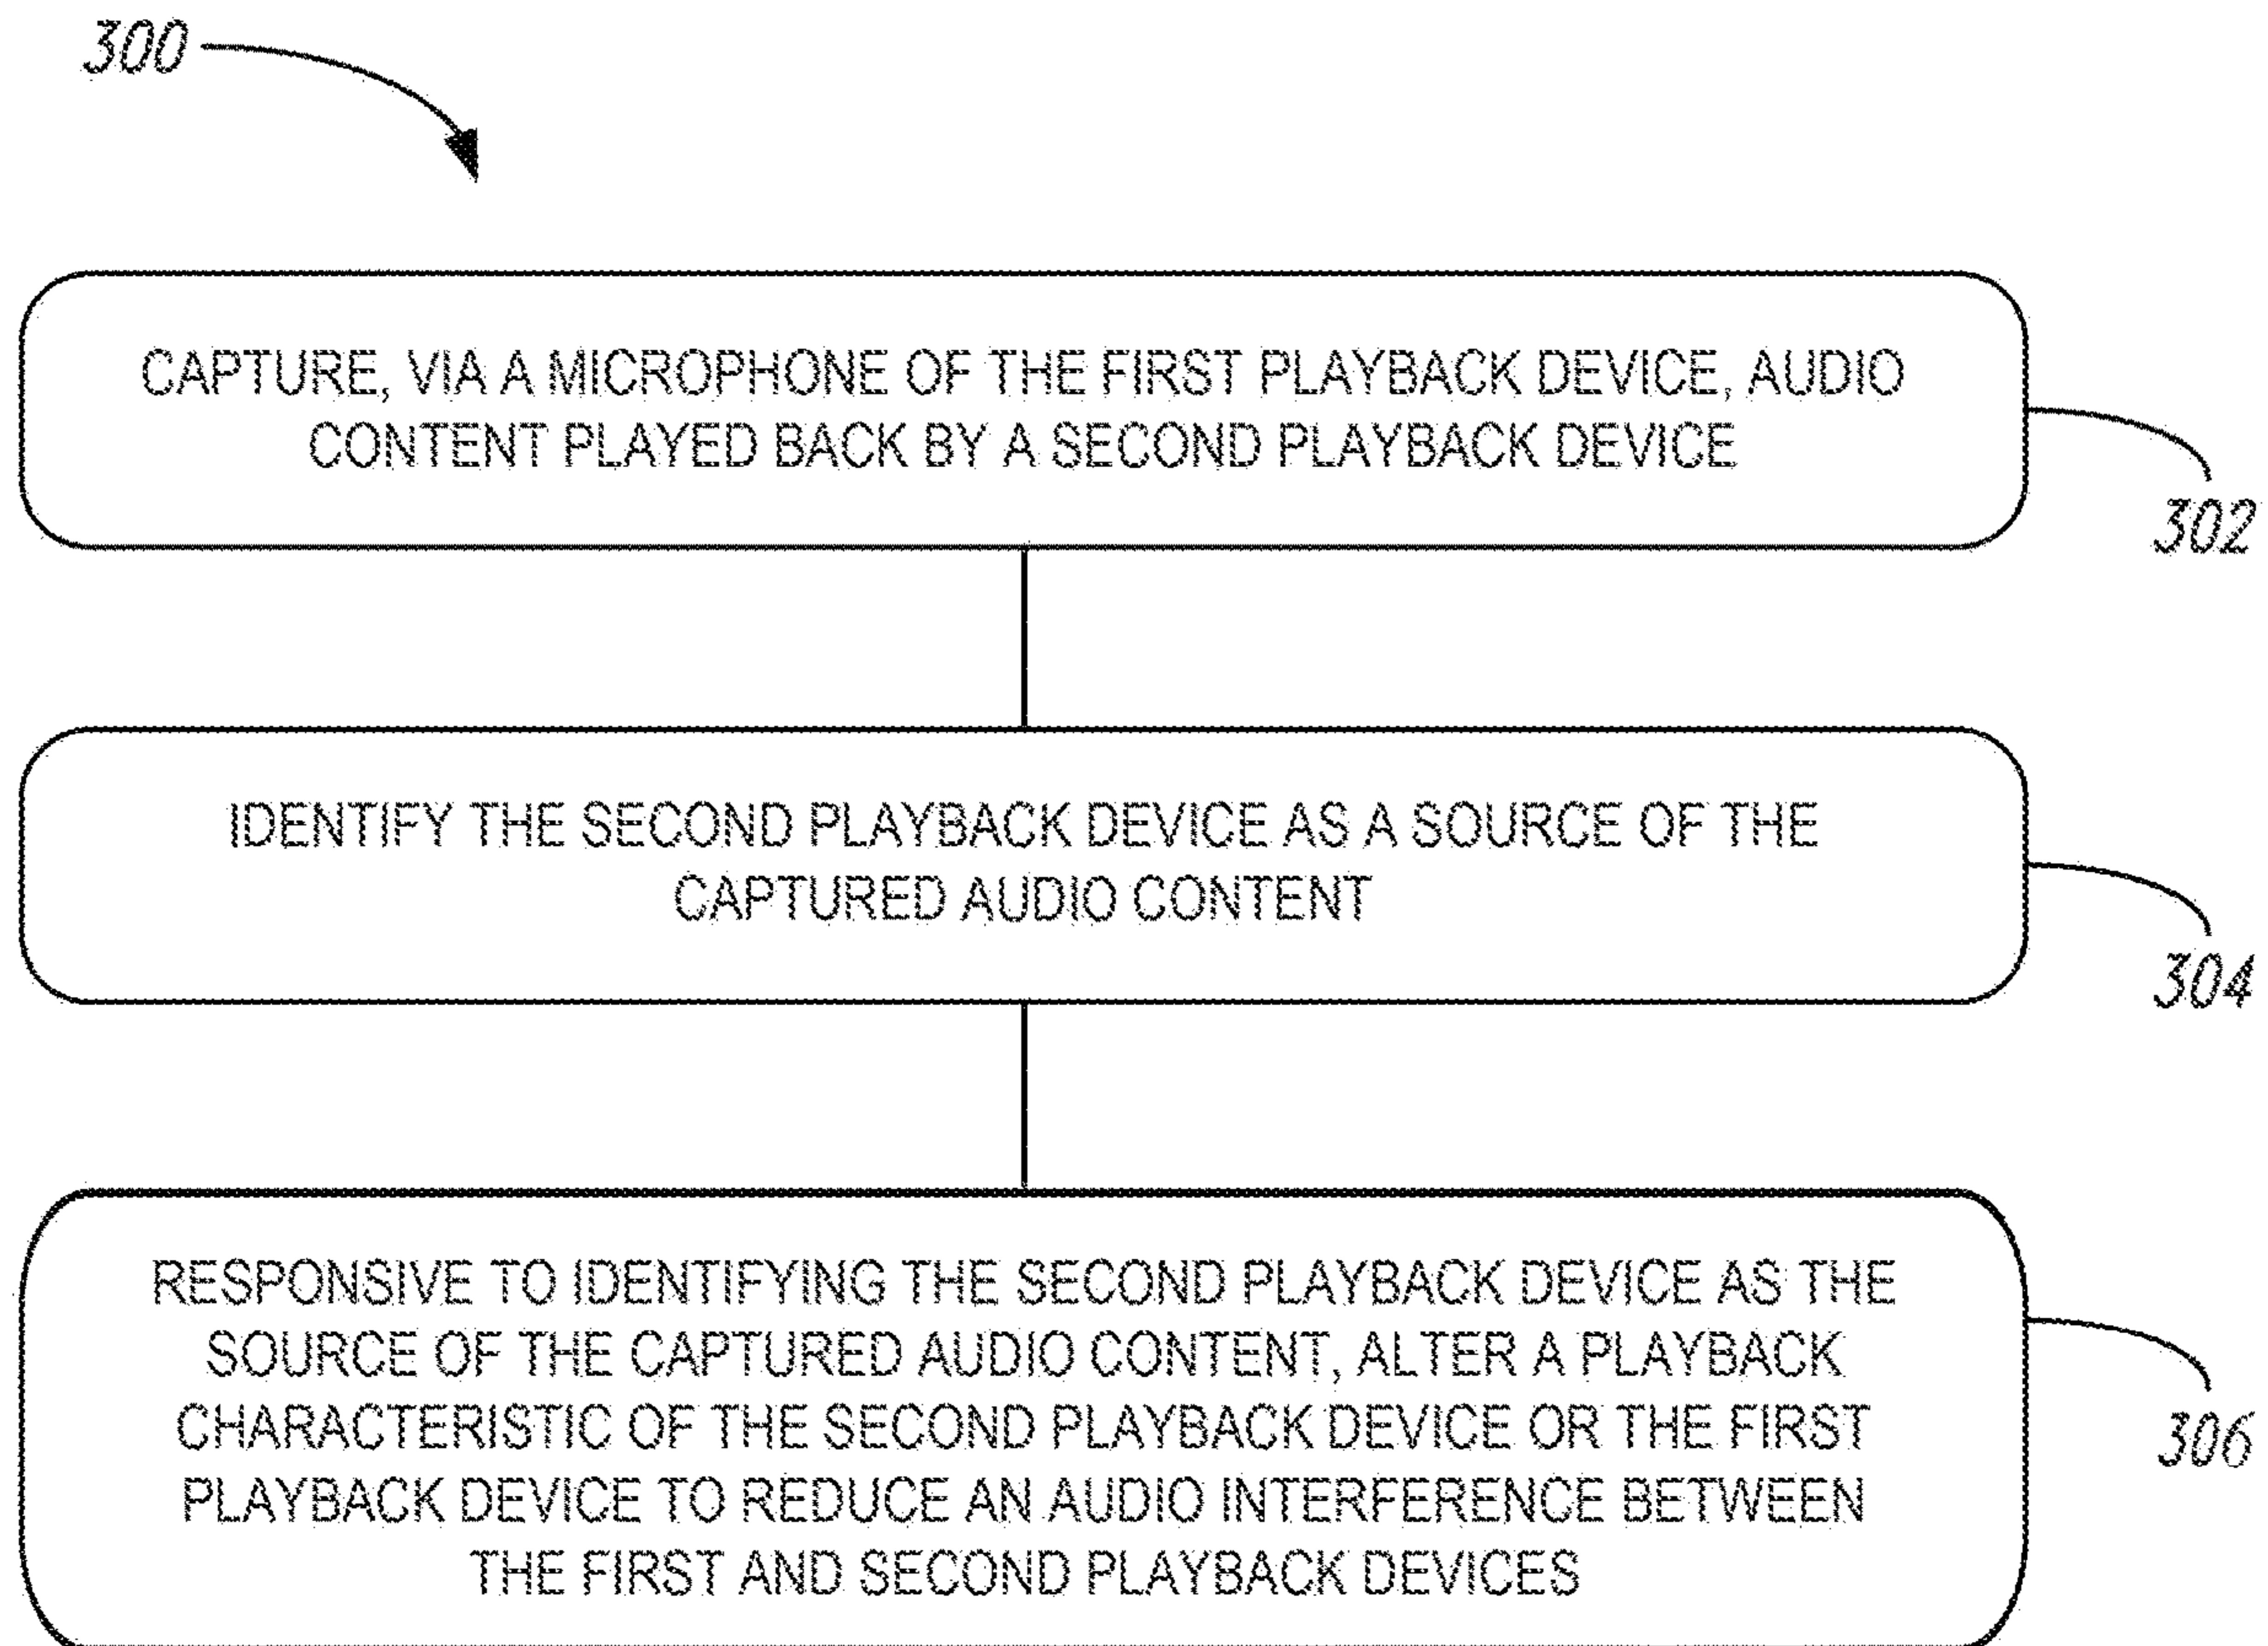 300
CAPTURE, VIA A MICROPHONE OF THE FIRST PLAYBACK DEVICE, AUDIO
CONTENT PLAYED BACK BY A SECOND PLAYBACK DEVICE
302
IDENTIFY THE SECOND PLAYBACK DEVICE AS A SOURCE OF THE
CAPTURED AUDIO CONTENT
304
RESPONSIVE TO IDENTIFYING THE SECOND PLAYBACK DEVICE AS THE
SOURCE OF THE CAPTURED AUDIO CONTENT, ALTER A PLAYBACK
CHARACTERISTIC OF THE SECOND PLAYBACK DEVICE OR THE FIRST
PLAYBACK DEVICE TO REDUCE AN AUDIO INTERFERENCE BETWEEN
THE FIRST AND SECOND PLAYBACK DEVICES
306